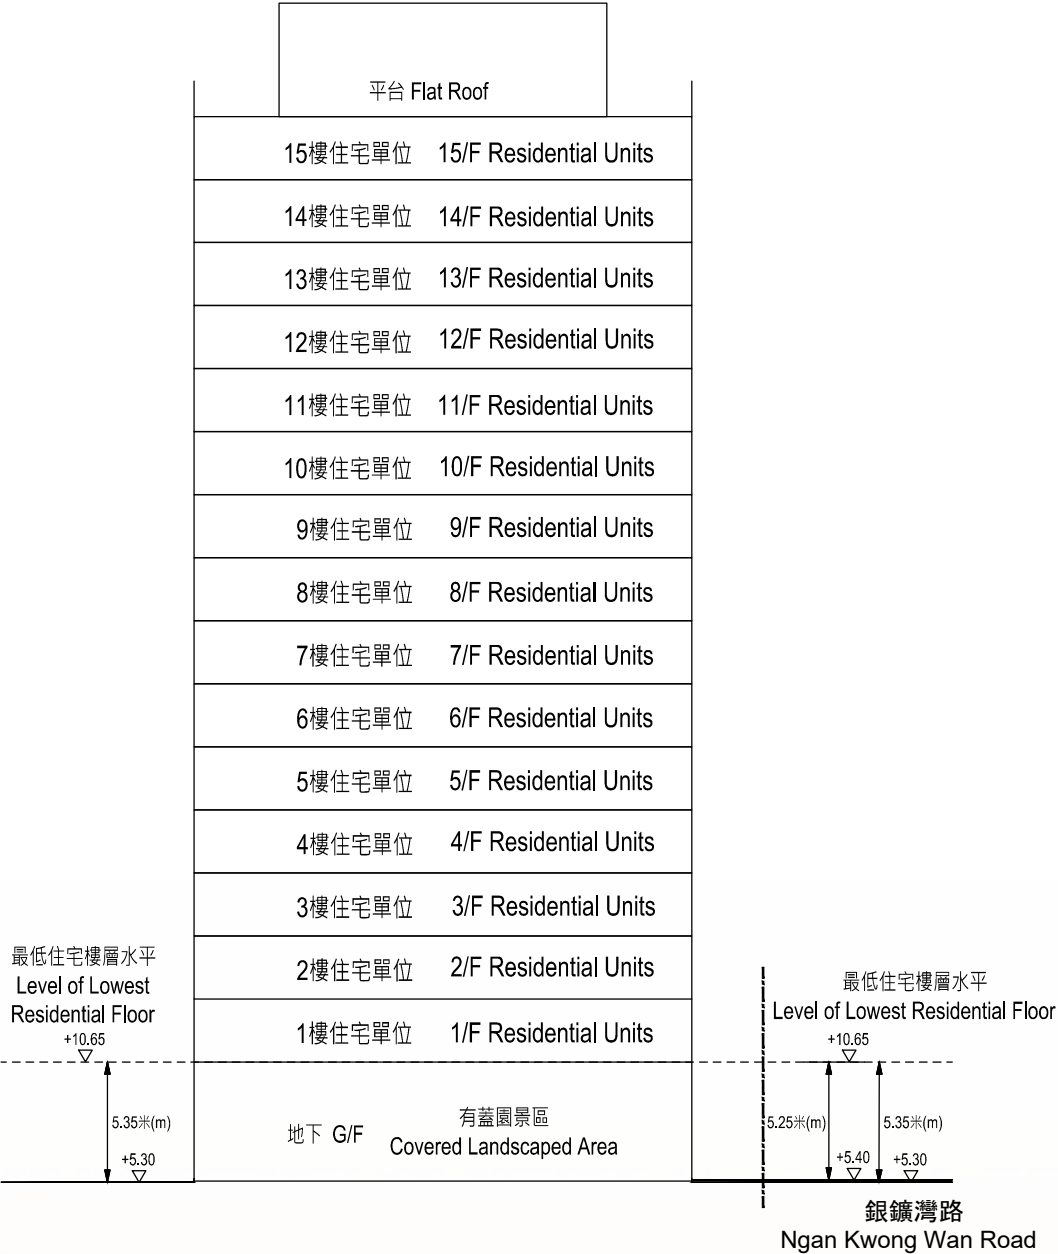 平台 Flat Roof
15樓住宅單位 15/F Residential Units
14樓住宅單位 14/F Residential Units
13樓住宅單位 13/F Residential Units
12樓住宅單位 12/F Residential Units
11樓住宅單位 11/F Residential Units
10樓住宅單位 10/F Residential Units
9樓住宅單位 9/F Residential Units
8樓住宅單位 8/F Residential Units
7樓住宅單位 7/F Residential Units
6樓住宅單位 6/F Residential Units
5樓住宅單位 5/F Residential Units
4樓住宅單位 4/F Residential Units
3樓住宅單位 3/F Residential Units
2樓住宅單位 2/F Residential Units
1樓住宅單位 1/F Residential Units
最低住宅樓層水平
Level of Lowest
Residential Floor
+10.65
5.35米(m)
+5.30
地下 G/F
有蓋園景區
Covered Landscaped Area
最低住宅樓層水平
Level of Lowest Residential Floor
+10.65
5.25米(m)
5.35米(m)
+5.40
+5.30
銀鑛灣路
Ngan Kwong Wan Road